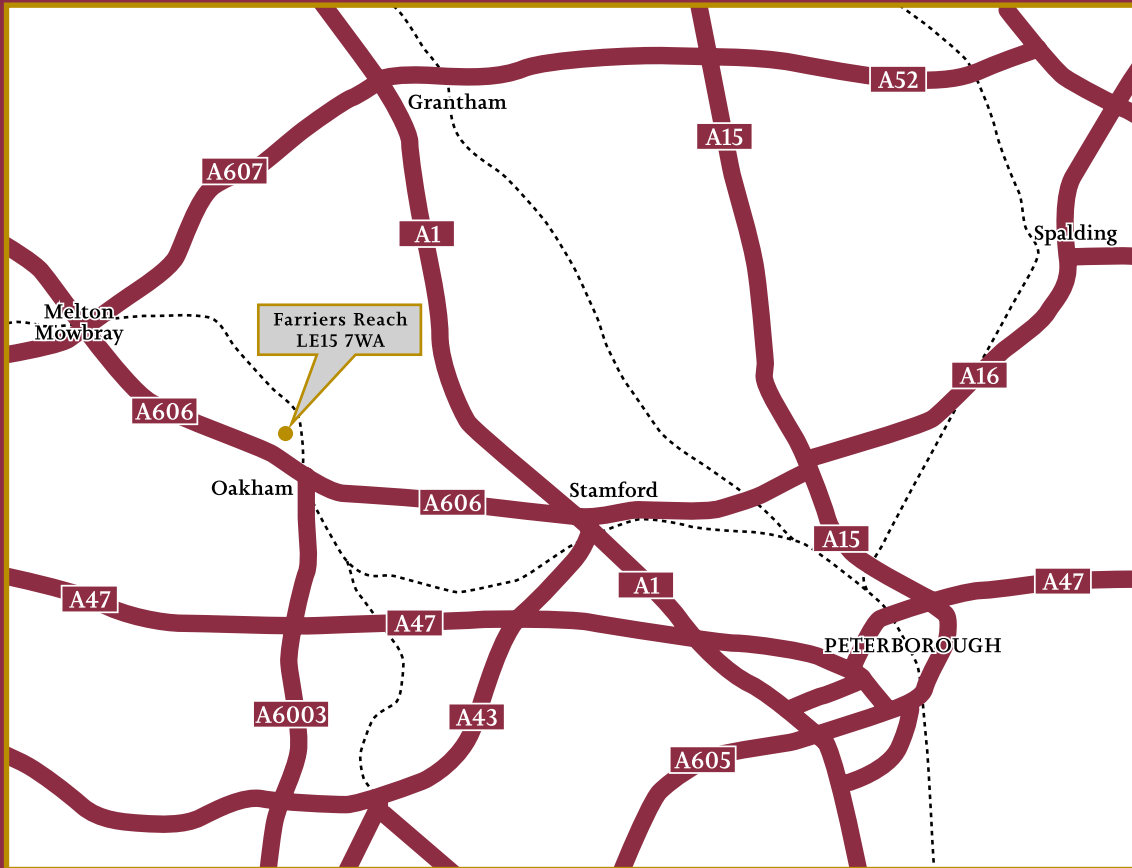 A52
Grantham
A15
A607
A1
Spalding
Melton
Mowbray
Farriers Reach
LE15 7WA
A16
A606
Oakham
A606
Stamford
A15
A1
A47
A47
A47
PETERBOROUGH
A6003
A43
A605